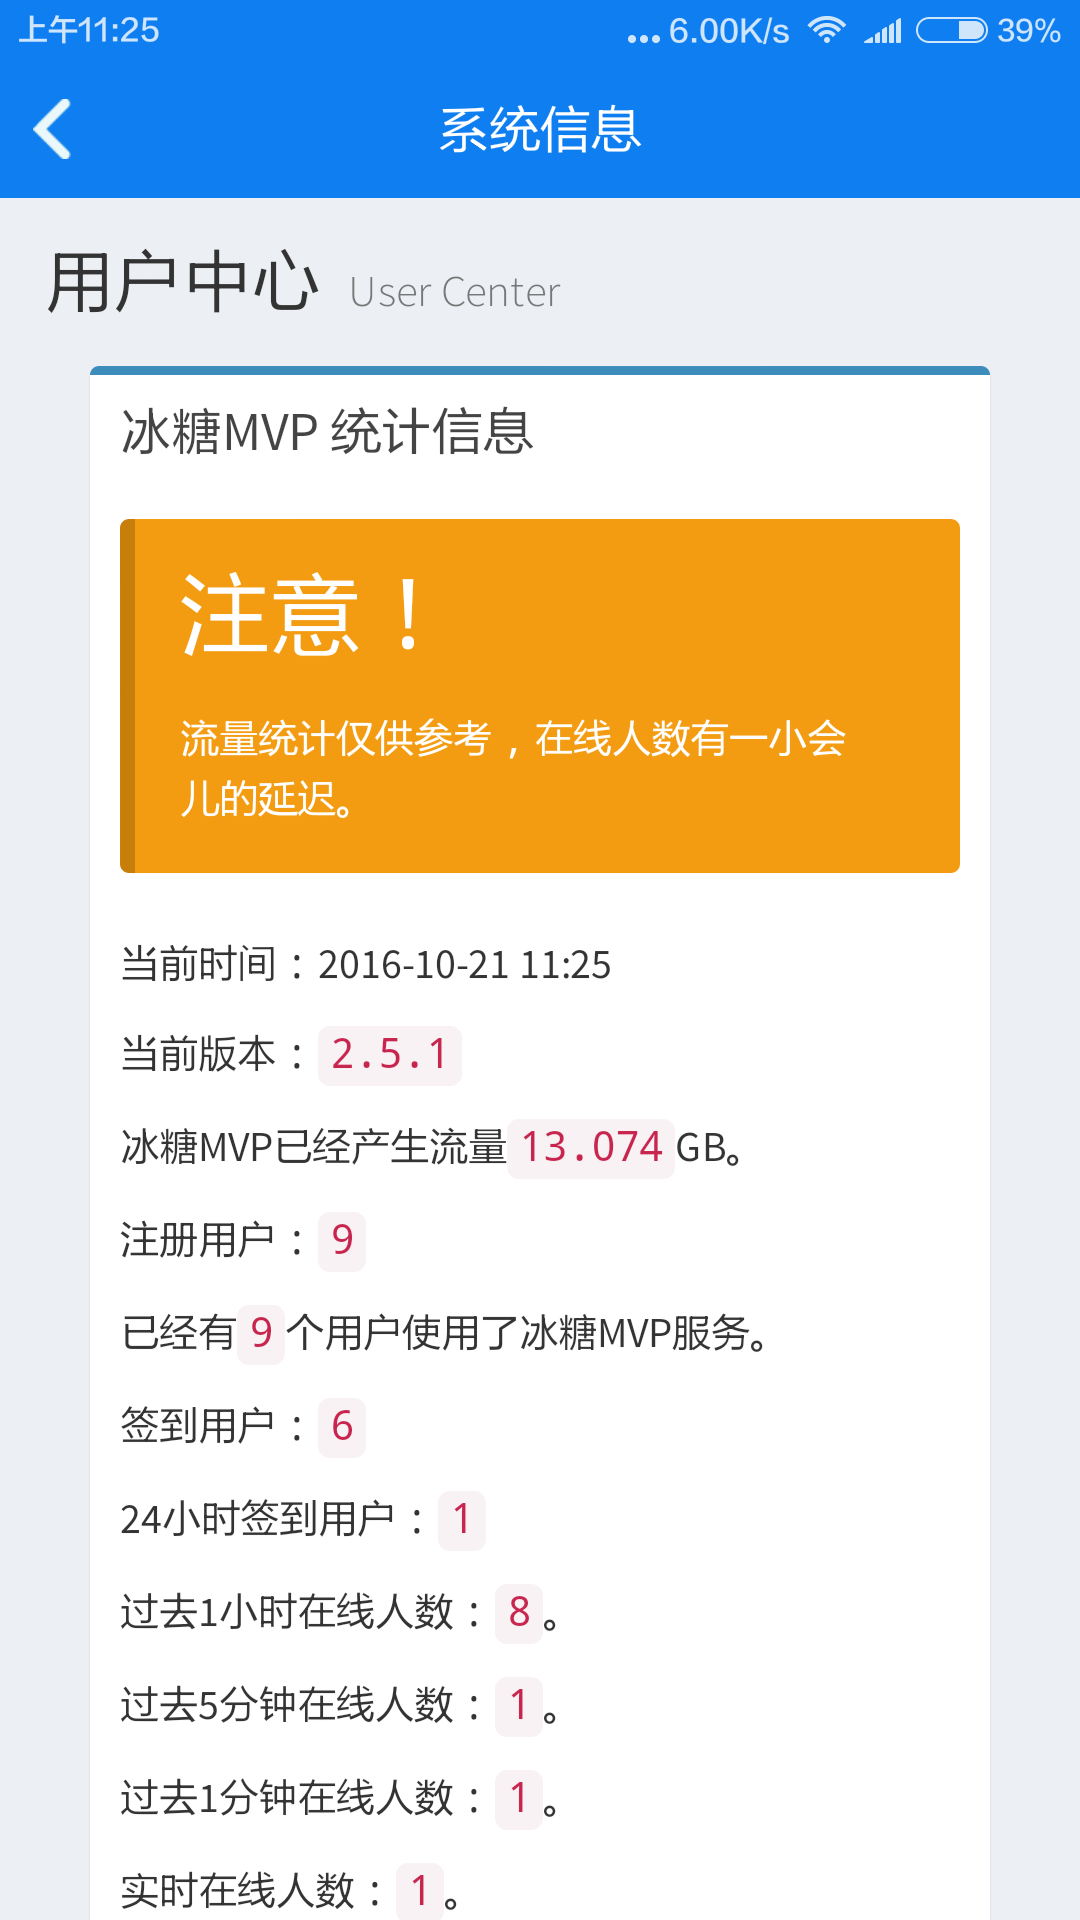 上午11:25
...6.00K/s
39%
系统信息
用户中心 User Center
冰糖MVP 统计信息
注意！
流量统计仅供参考，在线人数有一小会
儿的延迟。
当前时间：2016-10-21 11:25
当前版本：2.5.1
冰糖MVP已经产生流量13.074GB。
注册用户：9
已经有9个用户使用了冰糖MVP服务。
签到用户：6
24小时签到用户：1
过去1小时在线人数：8。
过去5分钟在线人数：1。
过去1分钟在线人数：1。
实时在线人数：1。